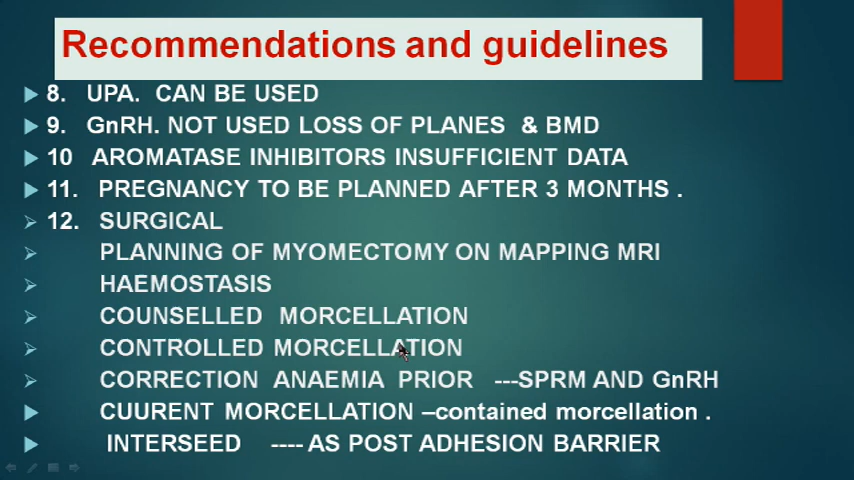 Recommendations and guidelines
8. UPA. CAN BE USED
9. GnRH. NOT USED LOSS OF PLANES & BMD
10 AROMATASE INHIBITORS INSUFFICIENT DATA
11. PREGNANCY TO BE PLANNED AFTER 3 MONTHS .
12. SURGICAL
PLANNING OF MYOMECTOMY ON MAPPING MRI
HAEMOSTASIS
COUNSELLED MORCELLATION
CONTROLLED MORCELLATION
CORRECTION ANAEMIA PRIOR ---SPRM AND GnRH
CUURENT MORCELLATION –contained morcellation .
INTERSEED ---- AS POST ADHESION BARRIER